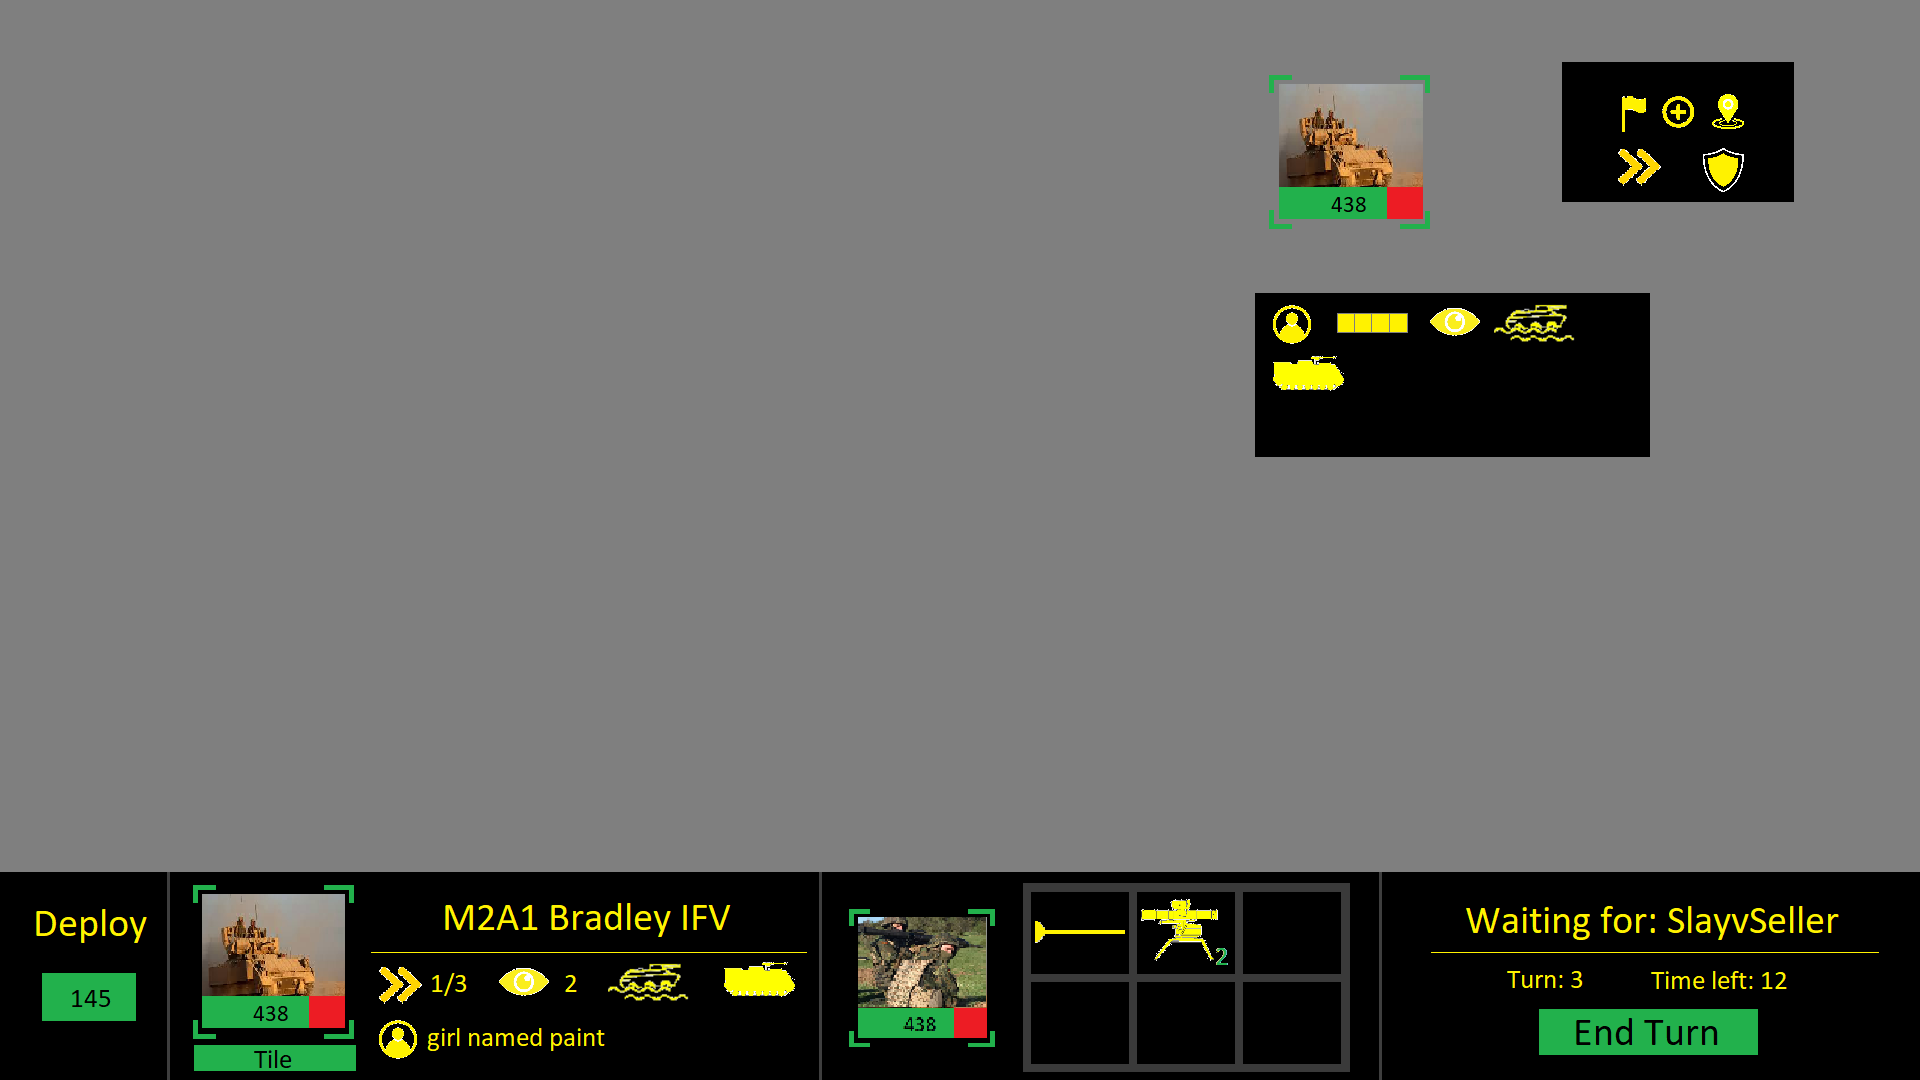 438
Deploy
145
438
Tile
M2A1 Bradley IFV
1/3 2
girl named paint
438
2
Waiting for: SlayvSeller
Turn: 3 Time left: 12
End Turn